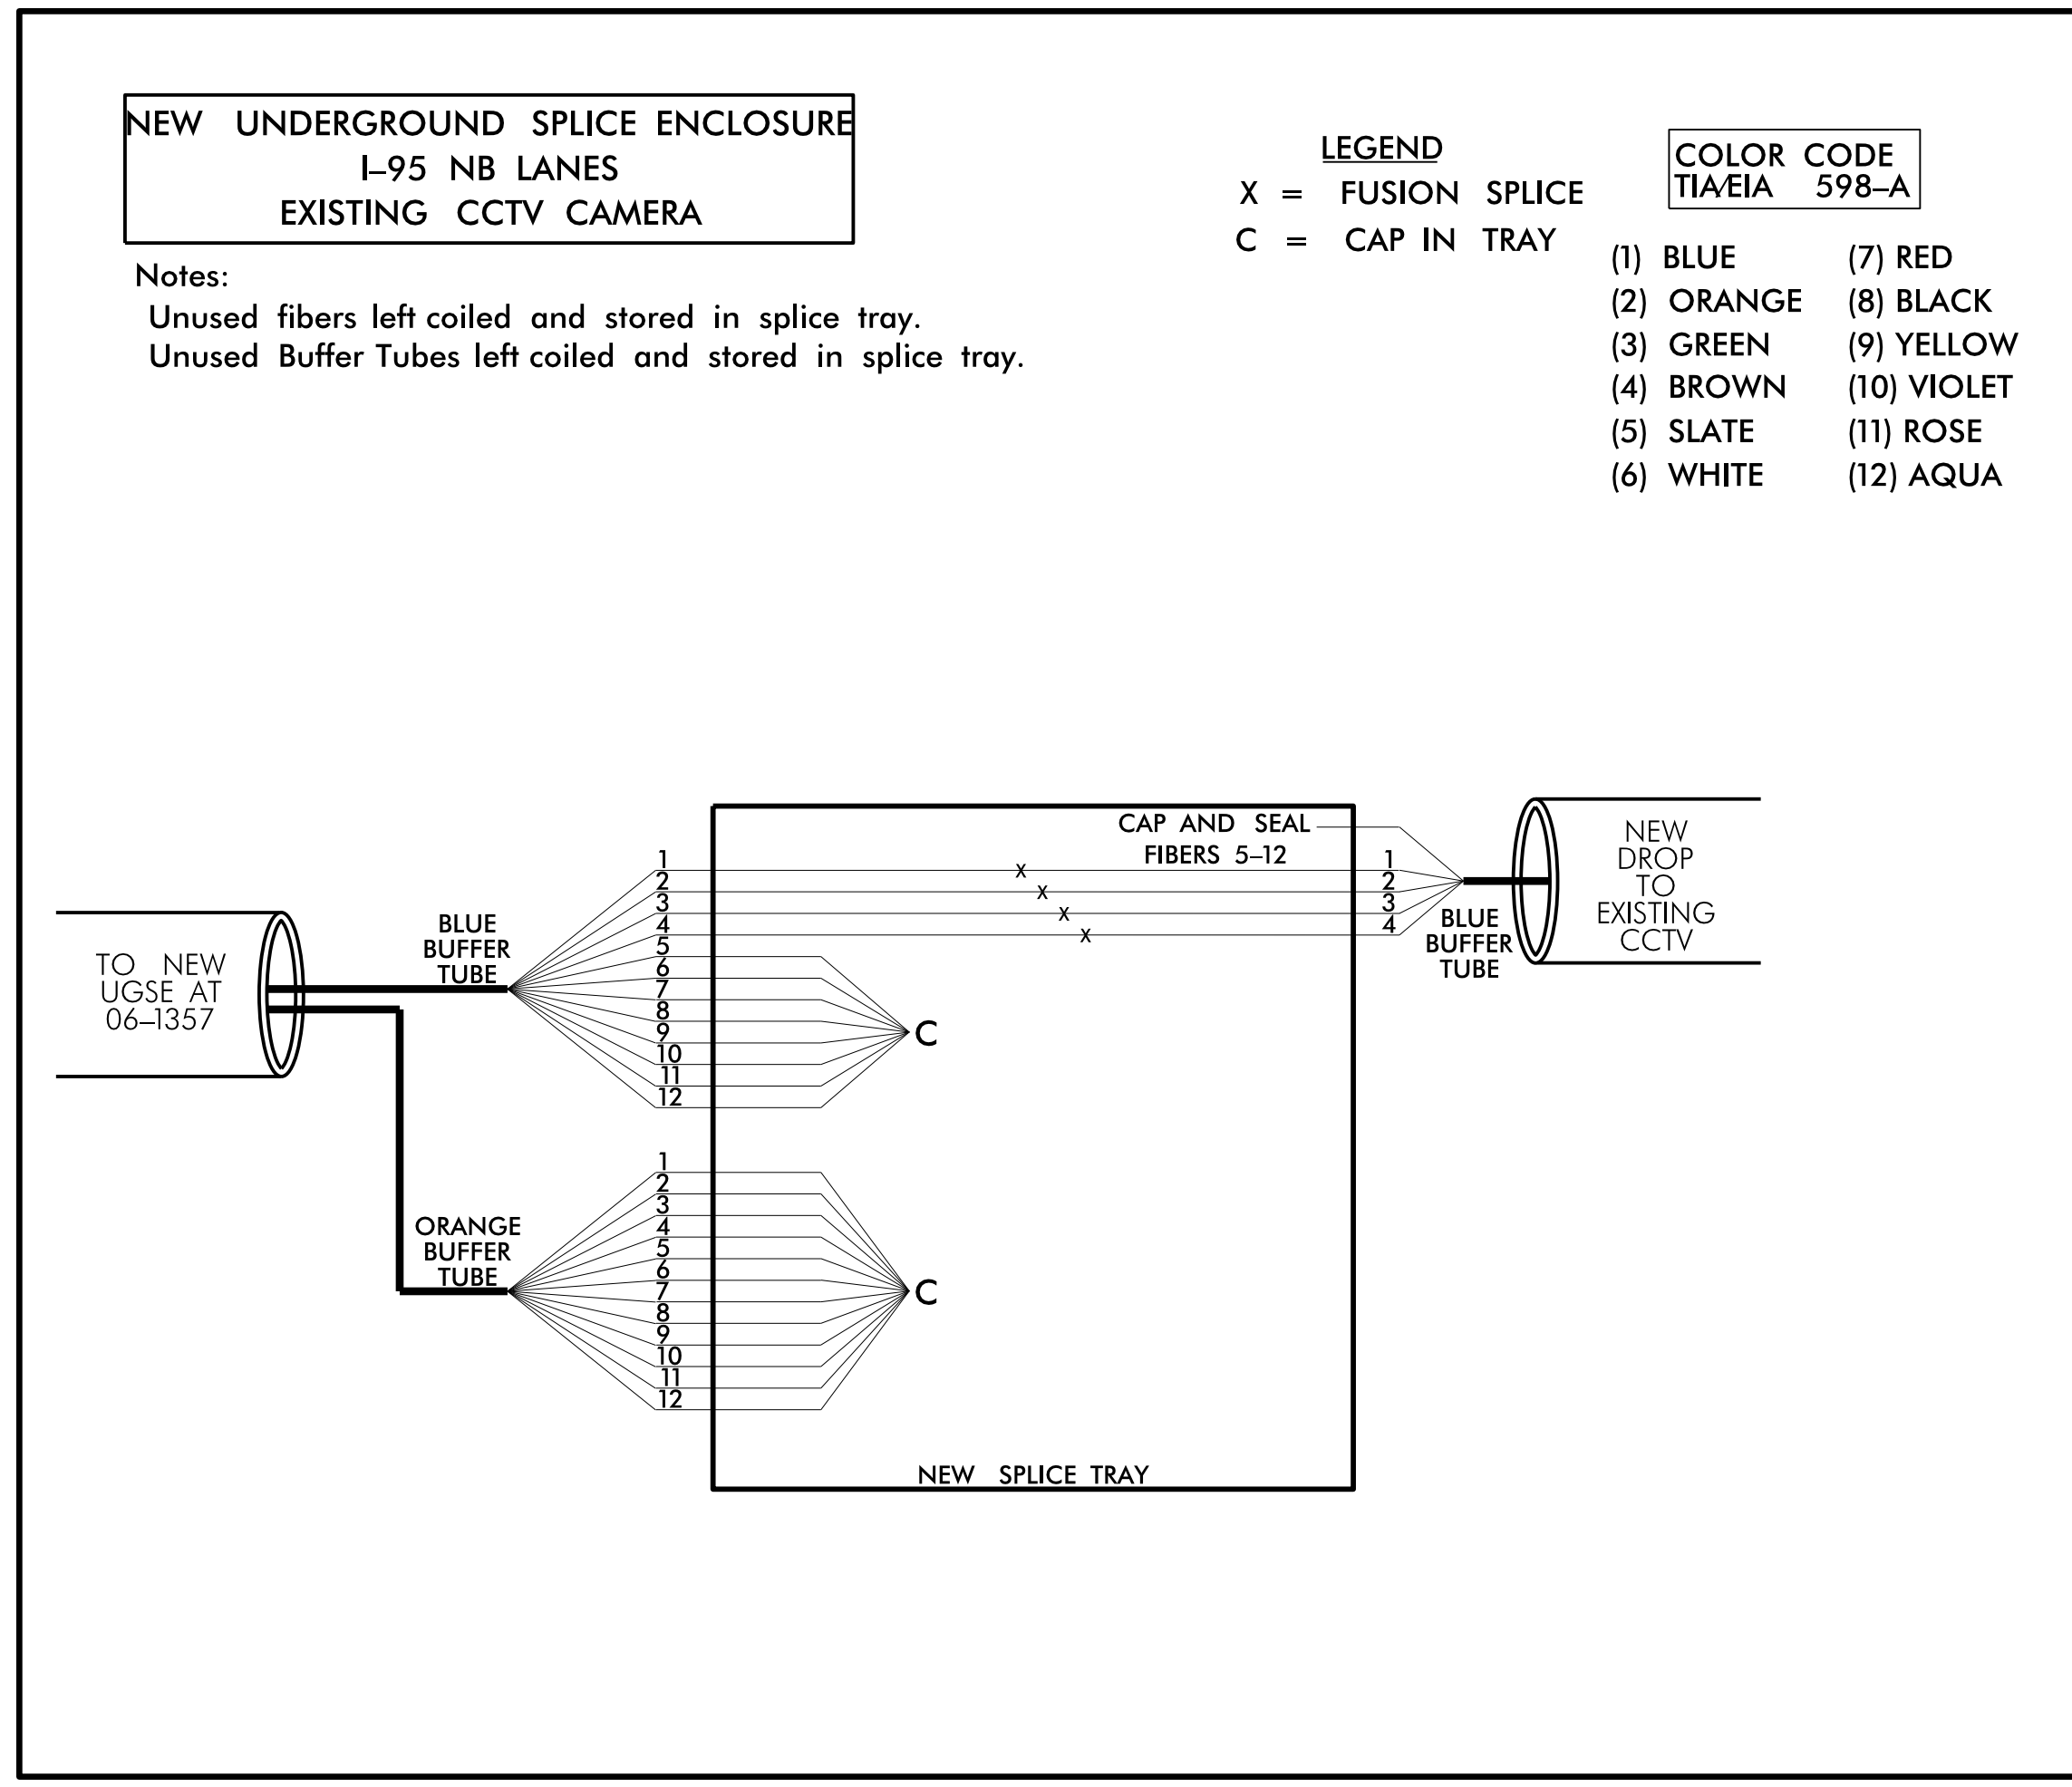 NEW UNDERGROUND SPLICE ENCLOSURE
I–95 NB LANES
EXISTING CCTV CAMERA
Notes:
Unused fibers left coiled and stored in splice tray.
Unused Buffer Tubes left coiled and stored in splice tray.
LEGEND
X = FUSION SPLICE
C = CAP IN TRAY
COLOR CODE
TIA/EIA 598–A
(1) BLUE
(2) ORANGE
(3) GREEN
(4) BROWN
(5) SLATE
(6) WHITE
(7) RED
(8) BLACK
(9) YELLOW
(10) VIOLET
(11) ROSE
(12) AQUA
TO NEW
UGSE AT
06–1357
BLUE
BUFFER
TUBE
1
2
3
4
5
6
7
8
9
10
11
12
X
X
X
X
C
CAP AND SEAL
FIBERS 5–12
1
2
3
4
BLUE
BUFFER
TUBE
NEW
DROP
TO
EXISTING
CCTV
ORANGE
BUFFER
TUBE
1
2
3
4
5
6
7
8
9
10
11
12
C
NEW SPLICE TRAY